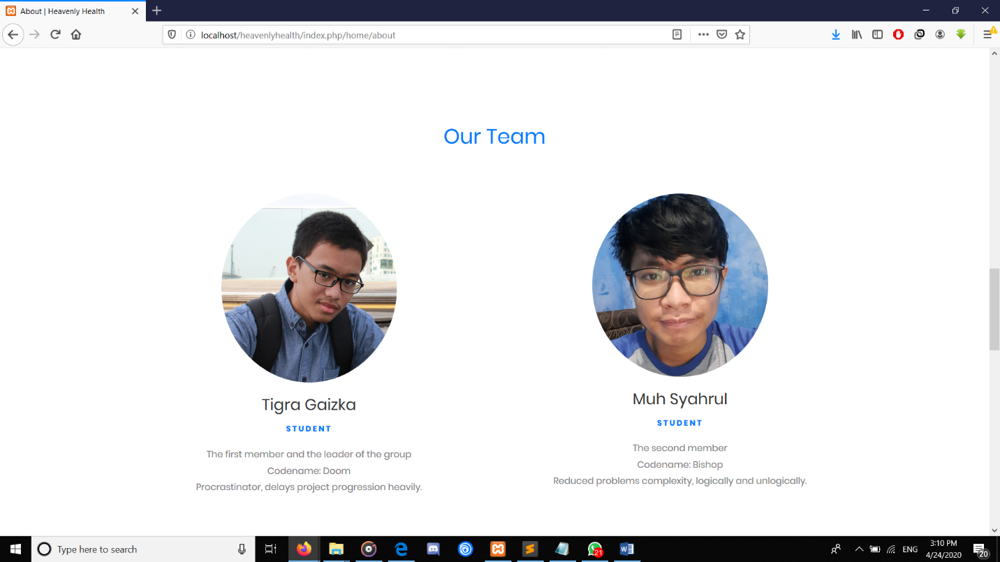 About | Heavenly Health
localhost/heavenlyhealth/index.php/home/about
Our Team
Tigra Gaizka
STUDENT
The first member and the leader of the group
Codename: Doom
Procrastinator, delays project progression heavily.
Muh Syahrul
STUDENT
The second member
Codename: Bishop
Reduced problems complexity, logically and unlogically.
Type here to search
21
ENG
3:10 PM
4/24/2020
20